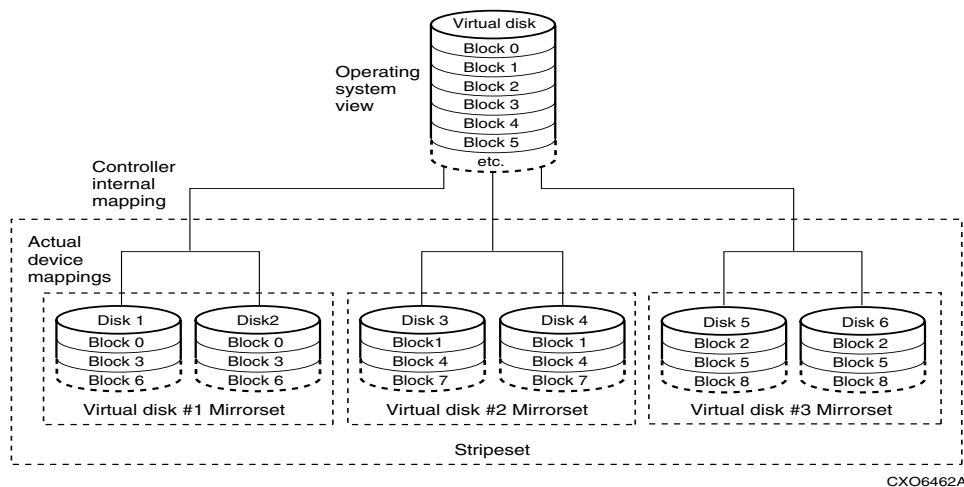 Virtual disk
Block 0
Block 1
Block 2
Block 3
Block 4
Block 5
etc.
Operating
system
view
Controller
internal
mapping
Actual
device
mappings
Disk 1
Block 0
Block 3
Block 6
Disk2
Block 0
Block 3
Block 6
Virtual disk #1 Mirrorset
Disk 3
Block1
Block 4
Block 7
Disk 4
Block 1
Block 4
Block 7
Virtual disk #2 Mirrorset
Disk 5
Block 2
Block 5
Block 8
Disk 6
Block 2
Block 5
Block 8
Virtual disk #3 Mirrorset
Stripeset
CXO6462A